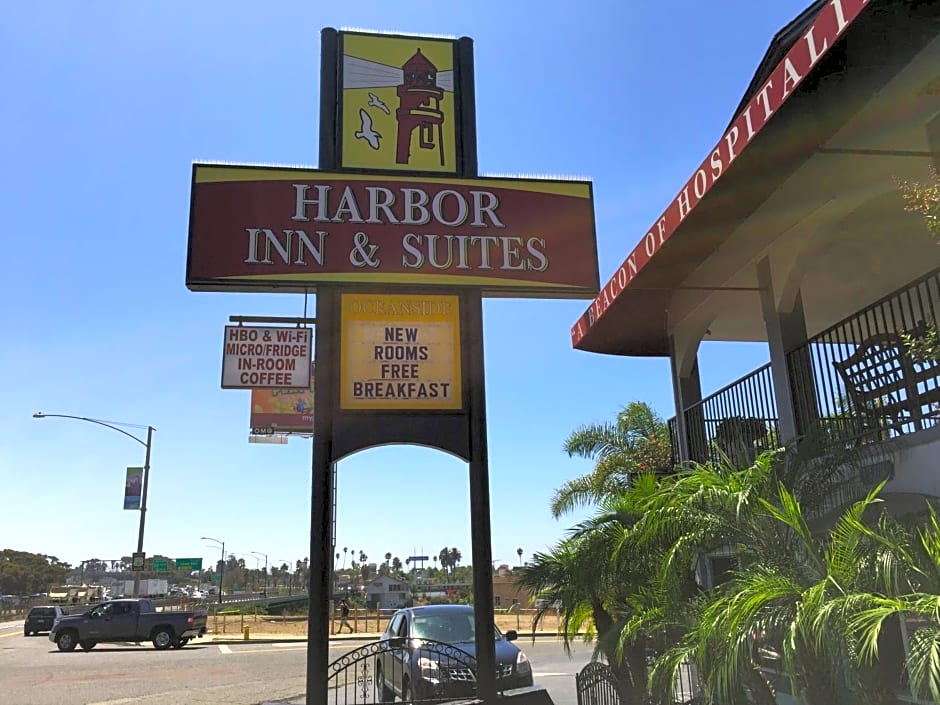 HARBOR
INN & SUITES
OCEANSIDE
NEW
ROOMS
FREE
BREAKFAST
HBO & Wi-Fi
MICRO/FRIDGE
IN-ROOM
COFFEE
OMG
A BEACON OF HOSPITALI